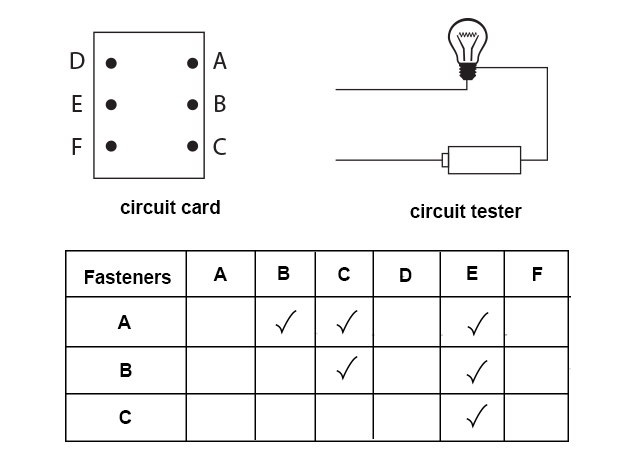 D A
E B
F C
circuit card
circuit tester
Fasteners A B C D E F
A ✓ ✓ ✓
B ✓ ✓
C ✓